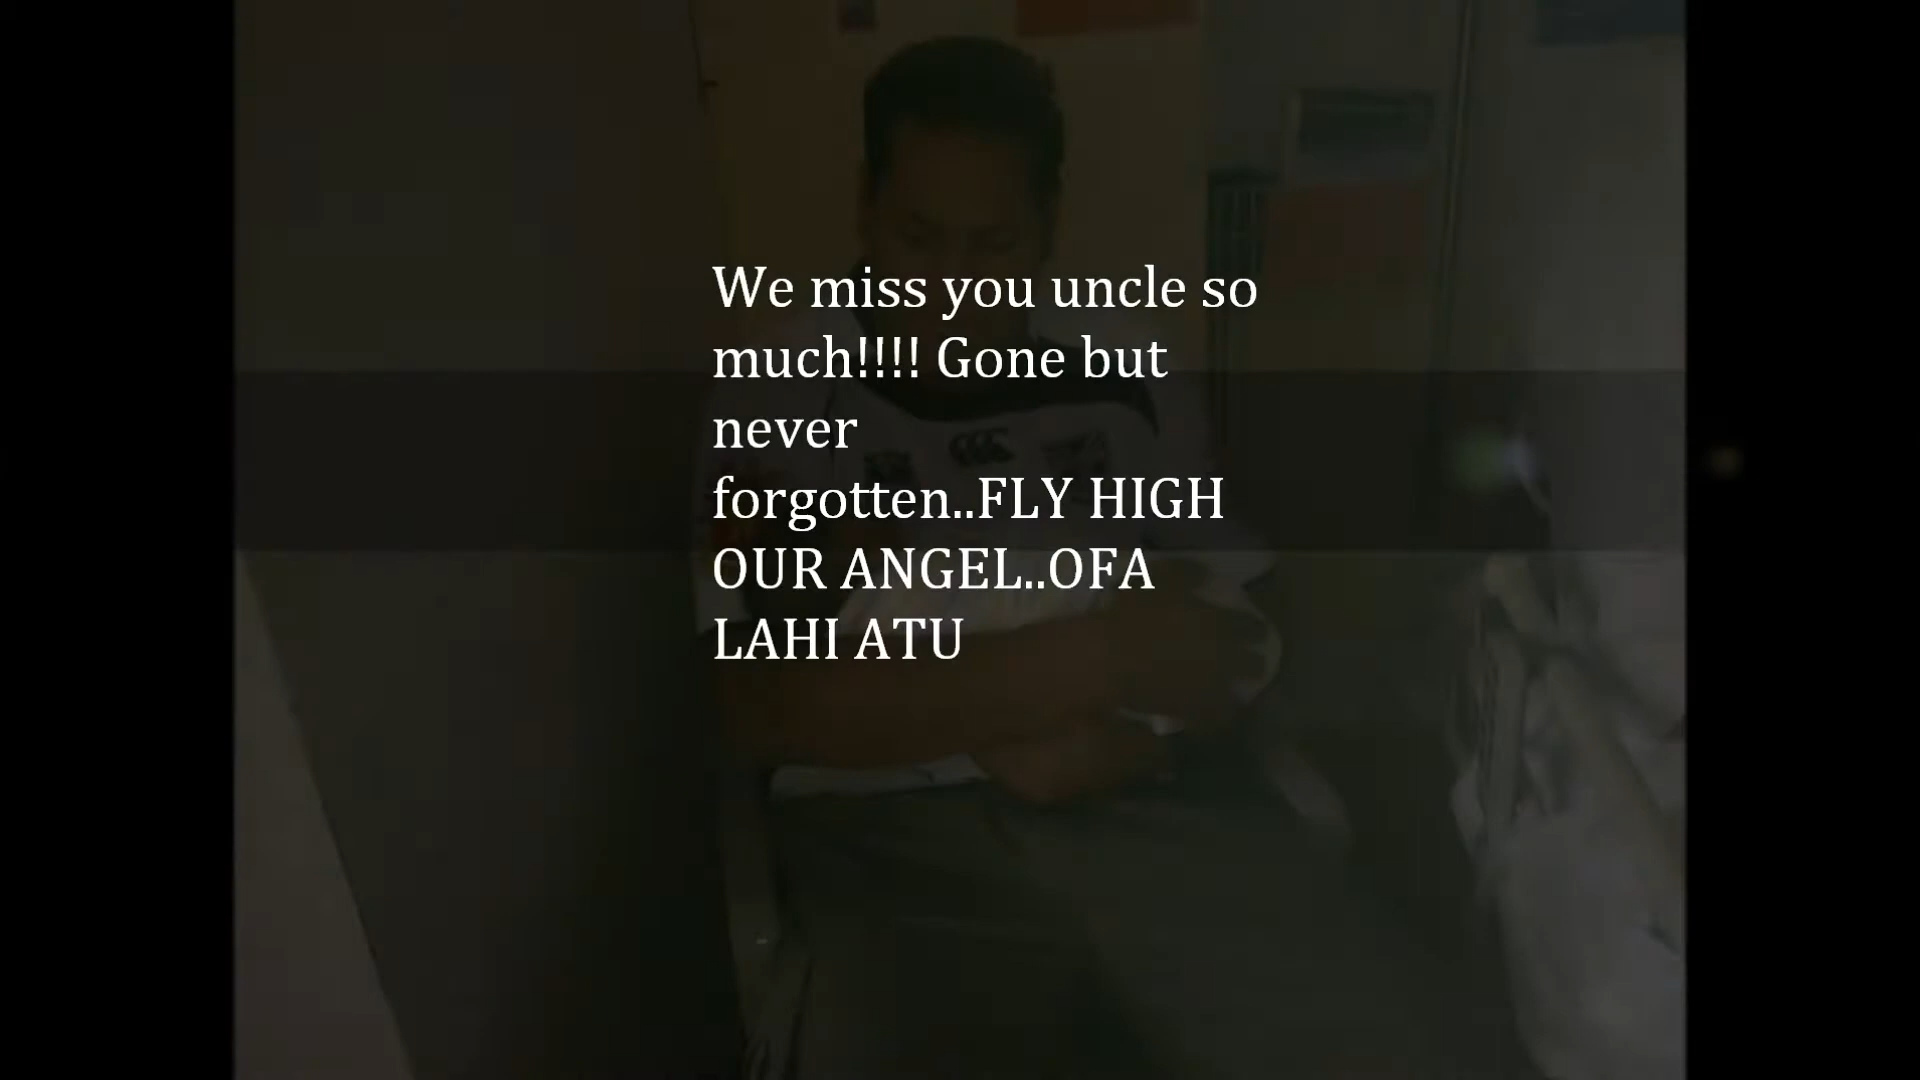 We miss you uncle so
much!!!! Gone but
never
forgotten..FLY HIGH
OUR ANGEL..OFA
LAHI ATU